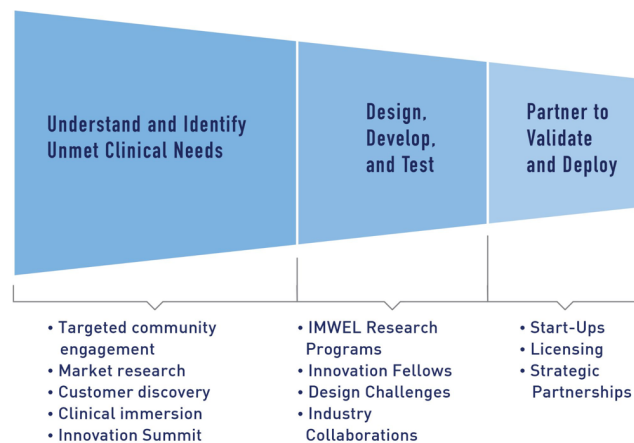 Understand and Identify
Unmet Clinical Needs
Design,
Develop,
and Test
Partner to
Validate
and Deploy
• Targeted community
engagement
• Market research
• Customer discovery
• Clinical immersion
• Innovation Summit
• IMWEL Research
Programs
• Innovation Fellows
• Design Challenges
• Industry
Collaborations
• Start-Ups
• Licensing
• Strategic
Partnerships